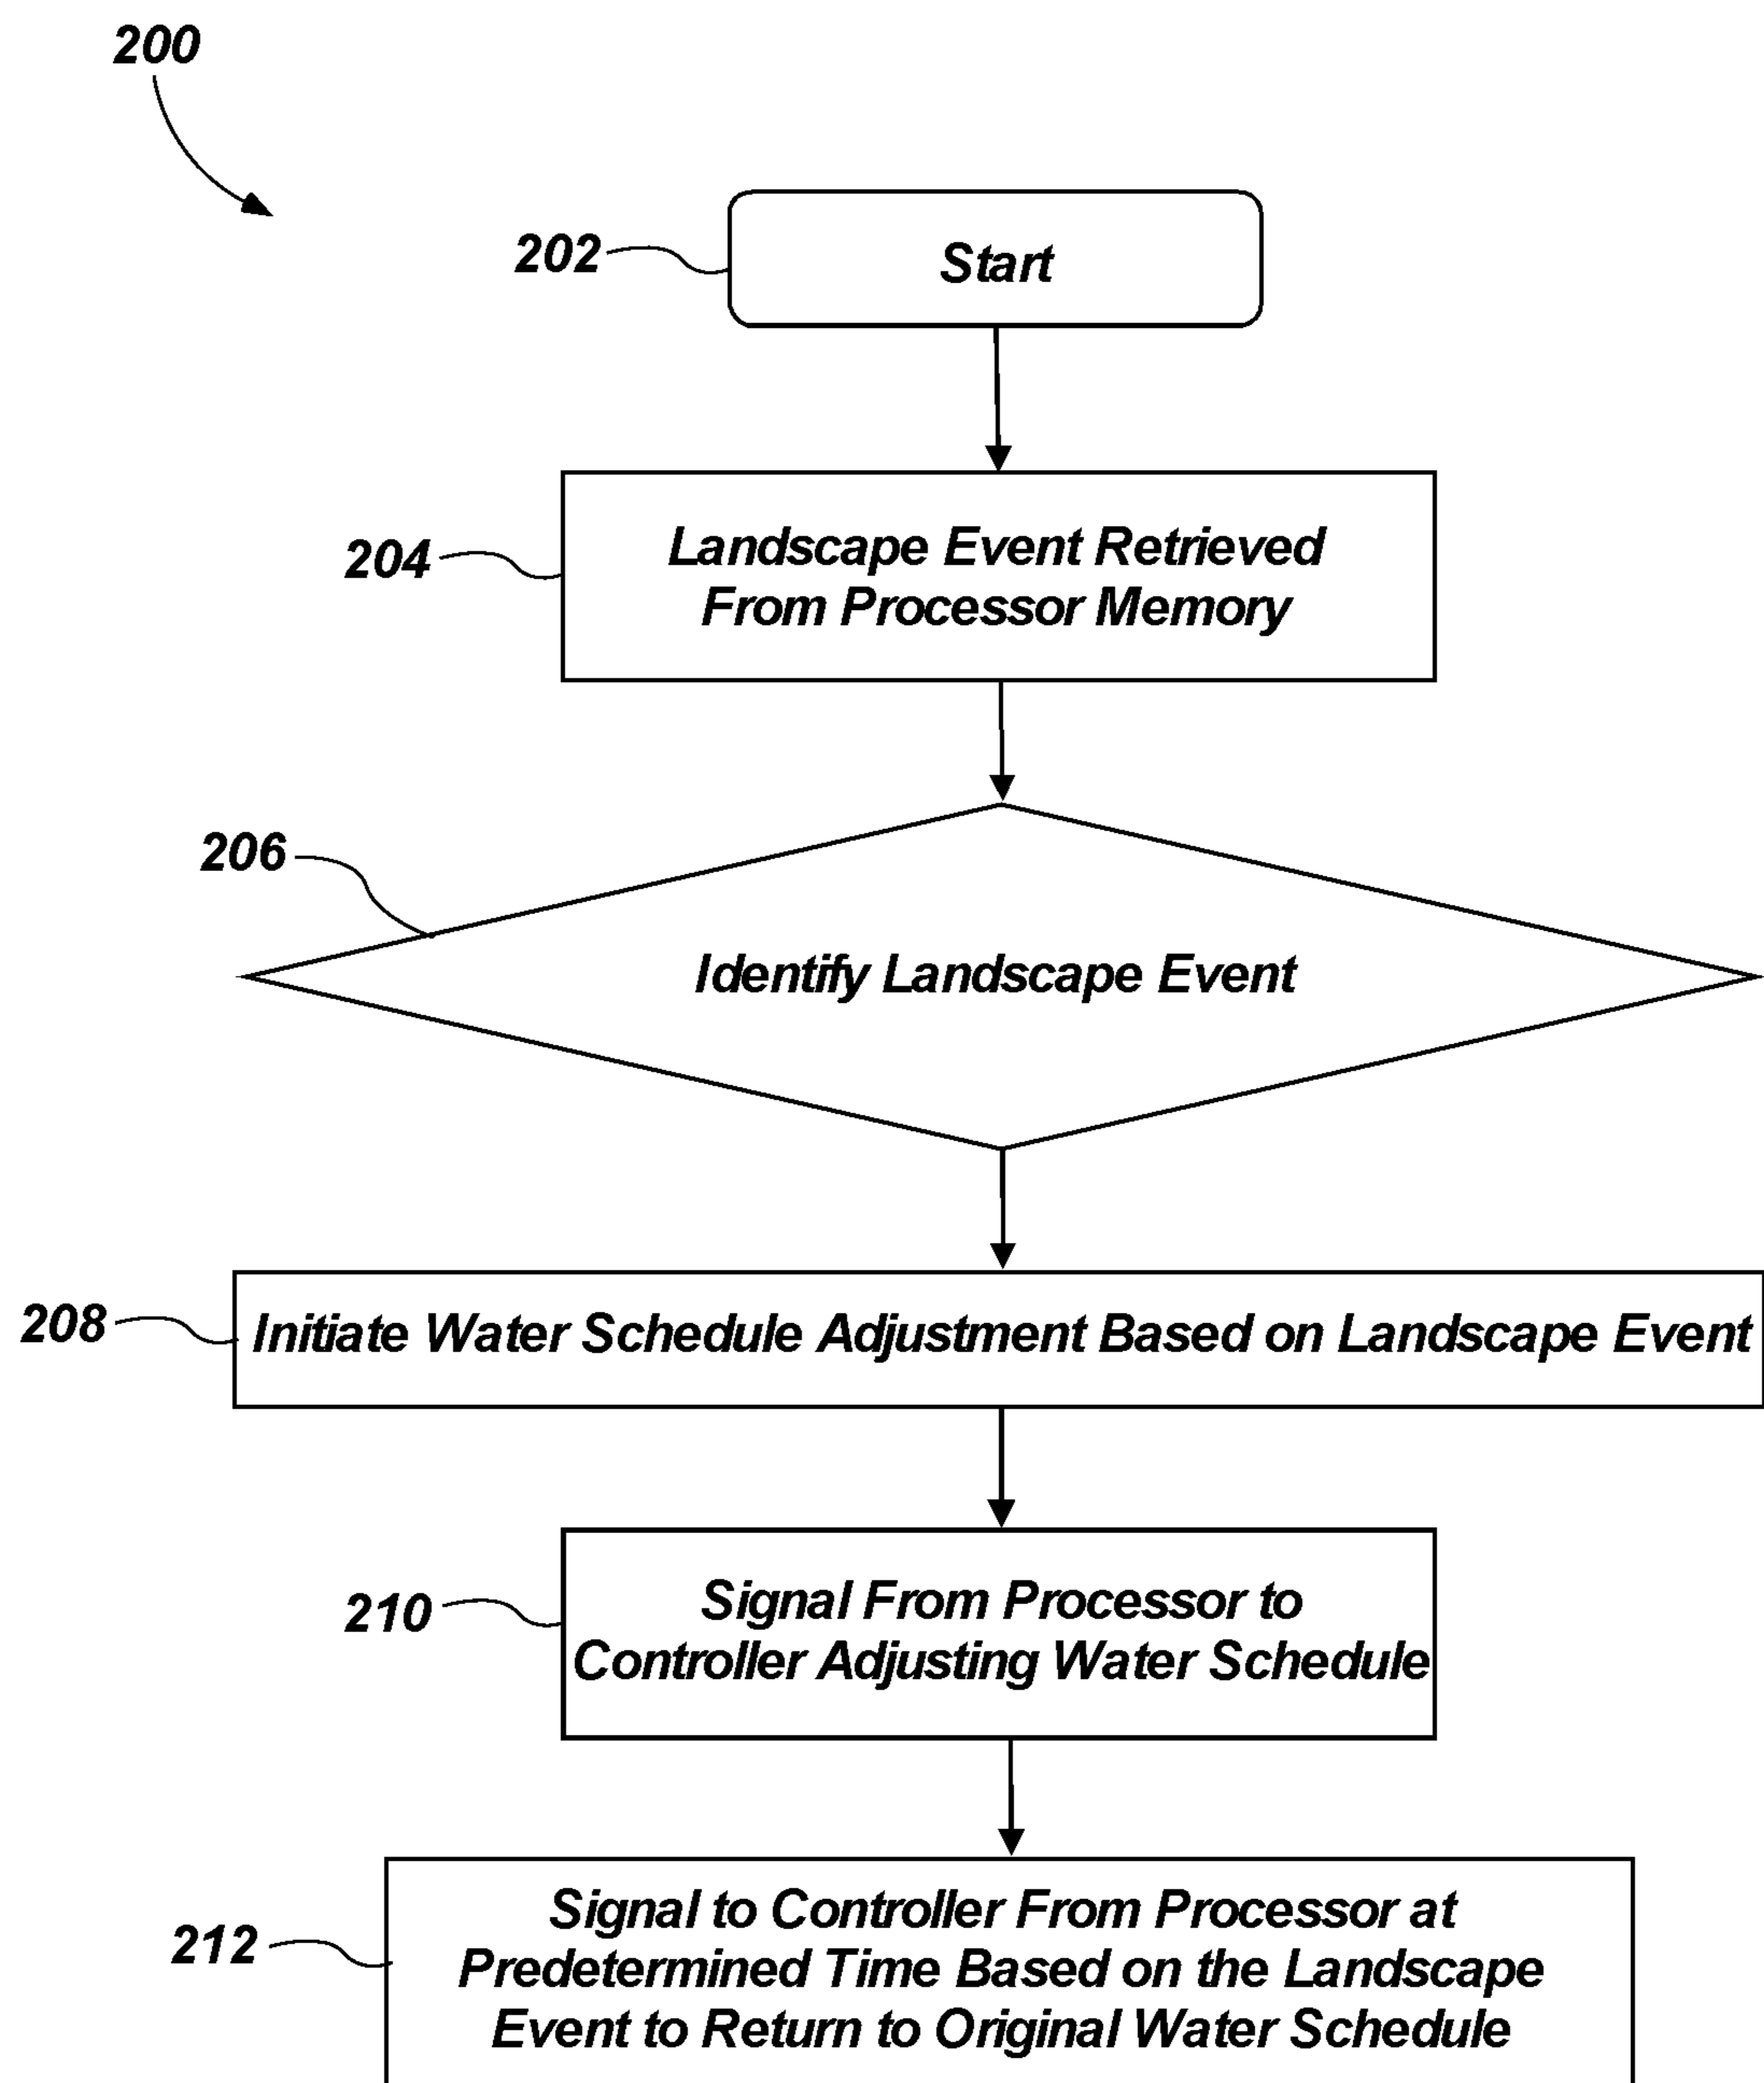 200
202
Start
204
Landscape Event Retrieved
From Processor Memory
206
Identify Landscape Event
208
Initiate Water Schedule Adjustment Based on Landscape Event
210
Signal From Processor to
Controller Adjusting Water Schedule
212
Signal to Controller From Processor at
Predetermined Time Based on the Landscape
Event to Return to Original Water Schedule